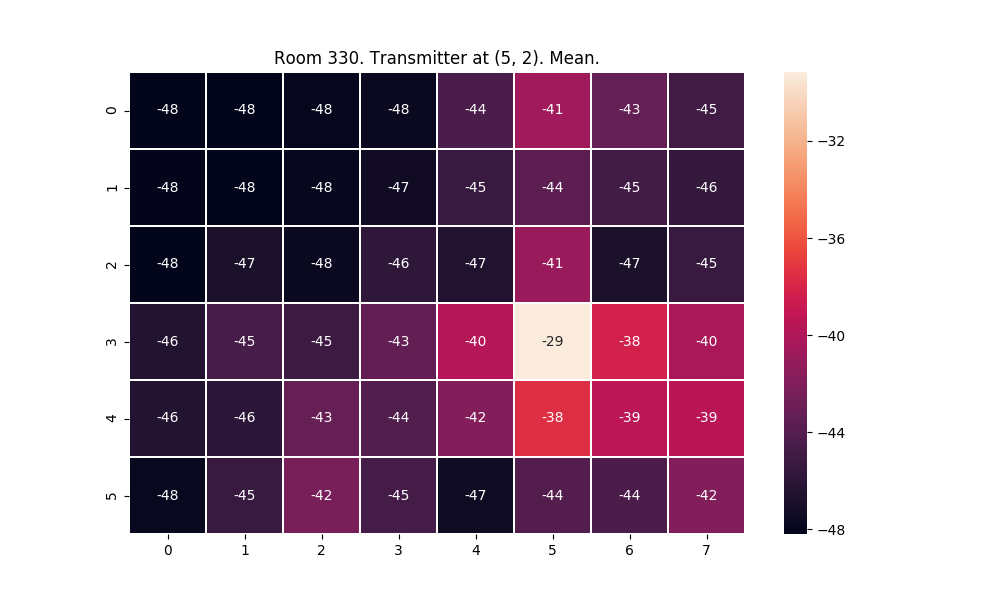 Room 330. Transmitter at (5, 2). Mean.
0 -48 -48 -48 -48 -44 -41 -43 -45
1 -48 -48 -48 -47 -45 -44 -45 -46
2 -48 -47 -48 -46 -47 -41 -47 -45
3 -46 -45 -45 -43 -40 -29 -38 -40
4 -46 -46 -43 -44 -42 -38 -39 -39
5 -48 -45 -42 -45 -47 -44 -44 -42
0 1 2 3 4 5 6 7
−32
−36
−40
−44
−48